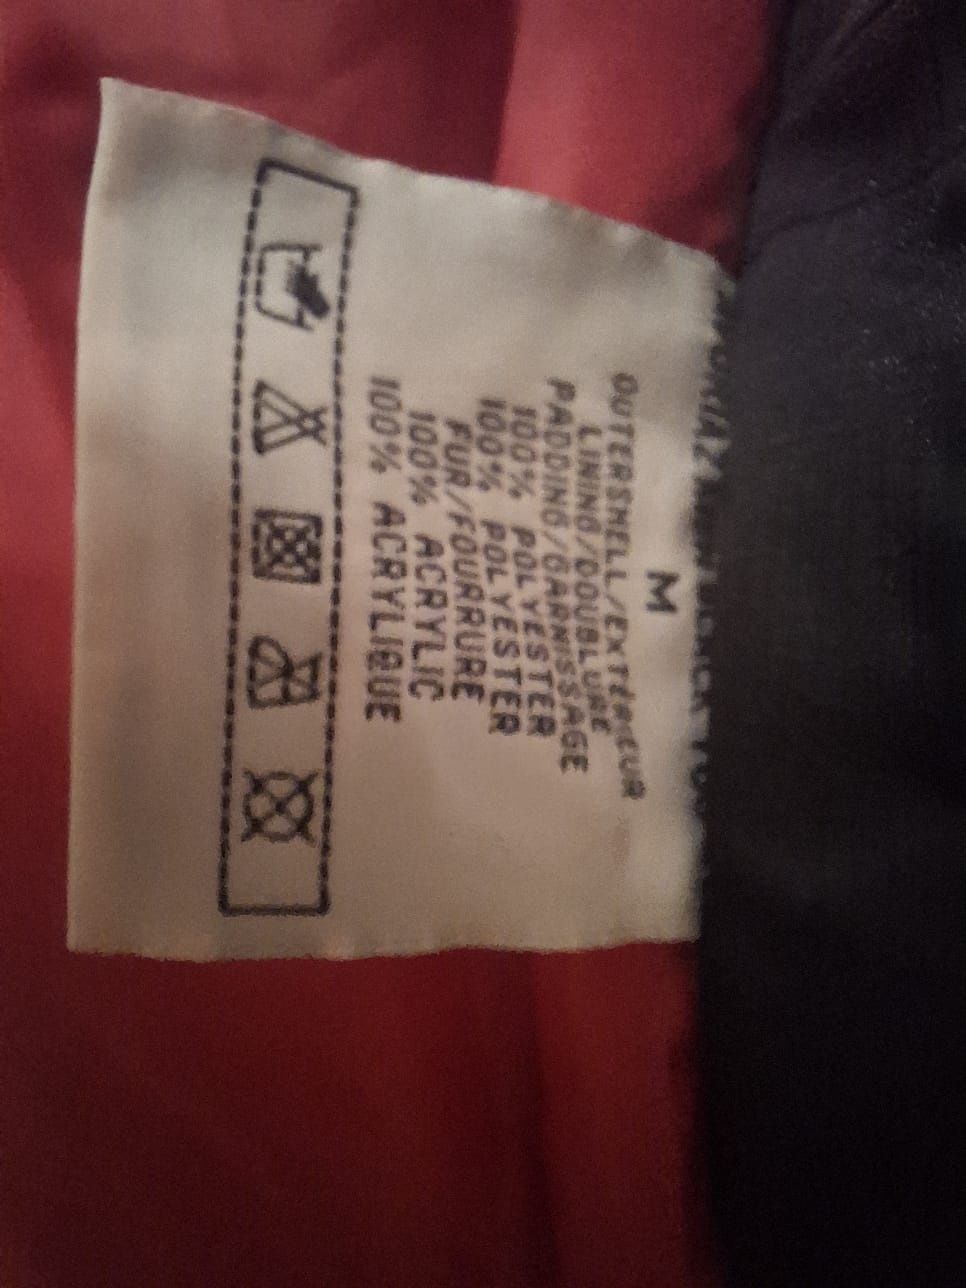 M
OUTERSHELL/EXTÉRIEUR
LINING/DOUBLURE
PADDING/GARNISSAGE
100% POLYESTER
100% POLYESTER
FUR/FOURRURE
100% ACRYLIC
100% ACRYLIQUE